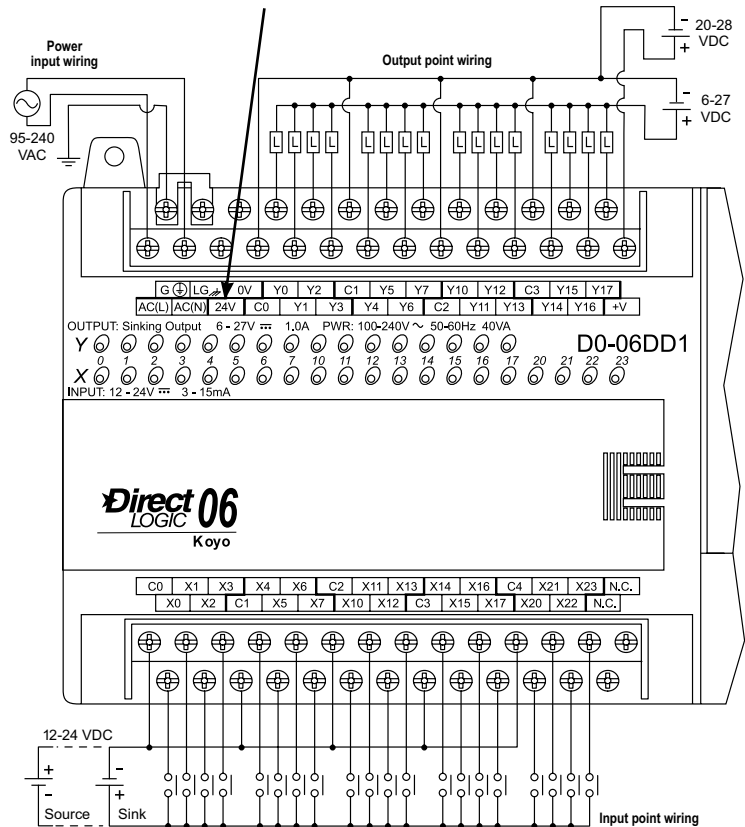 Power
input wiring
95-240
VAC
Output point wiring
-
20-28
VDC
+
-
6-27
VDC
+
L L L L L L L L L L L L L L L L
G LG 0V Y0 Y2 C1 Y5 Y7 Y10 Y12 C3 Y15 Y17
AC(L) AC(N) 24V C0 Y1 Y3 Y4 Y6 C2 Y11 Y13 Y14 Y16 +V
OUTPUT: Sinking Output 6 - 27V 1.0A PWR: 100-240V ~ 50-60Hz 40VA
D0-06DD1
Y
0 1 2 3 4 5 6 7 10 11 12 13 14 15 16 17 20 21 22 23
X
INPUT: 12 - 24V 3 - 15mA
Direct
LOGIC 06
Koyo
C0 X1 X3 X4 X6 C2 X11 X13 X14 X16 C4 X21 X23 N.C.
X0 X2 C1 X5 X7 X10 X12 C3 X15 X17 X20 X22 N.C.
12-24 VDC
+ -
- +
Source Sink
Input point wiring